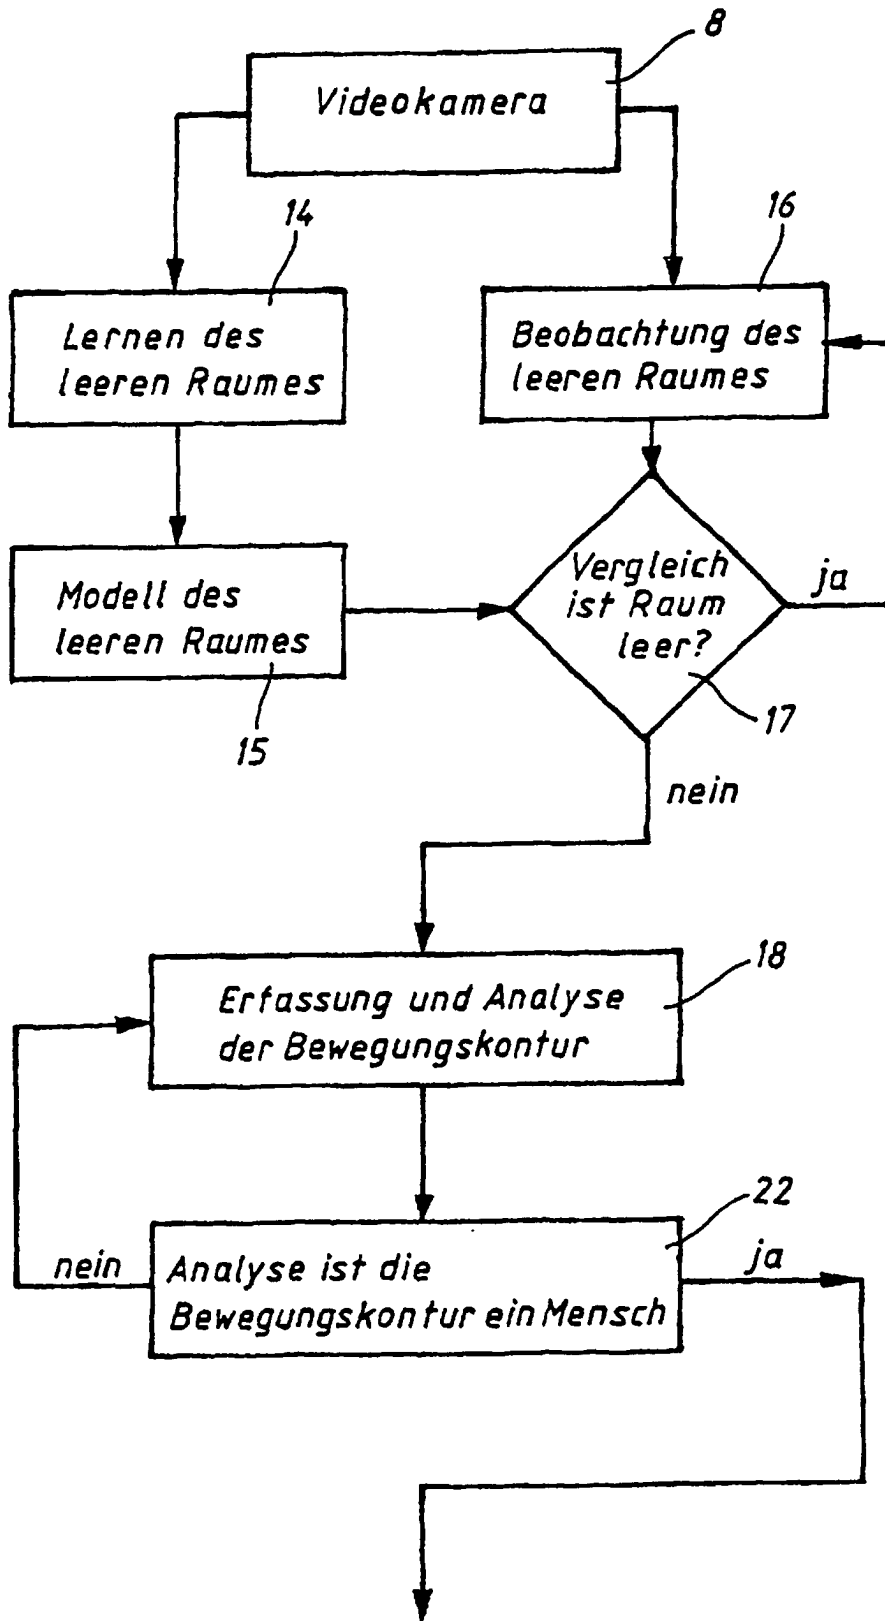 8
Videokamera
14
16
Lernen des
leeren Raumes
Beobachtung des
leeren Raumes
Modell des
leeren Raumes
15
Vergleich
ist Raum
leer?
ja
17
nein
18
Erfassung und Analyse
der Bewegungskontur
22
nein
Analyse ist die
Bewegungskontur ein Mensch
ja